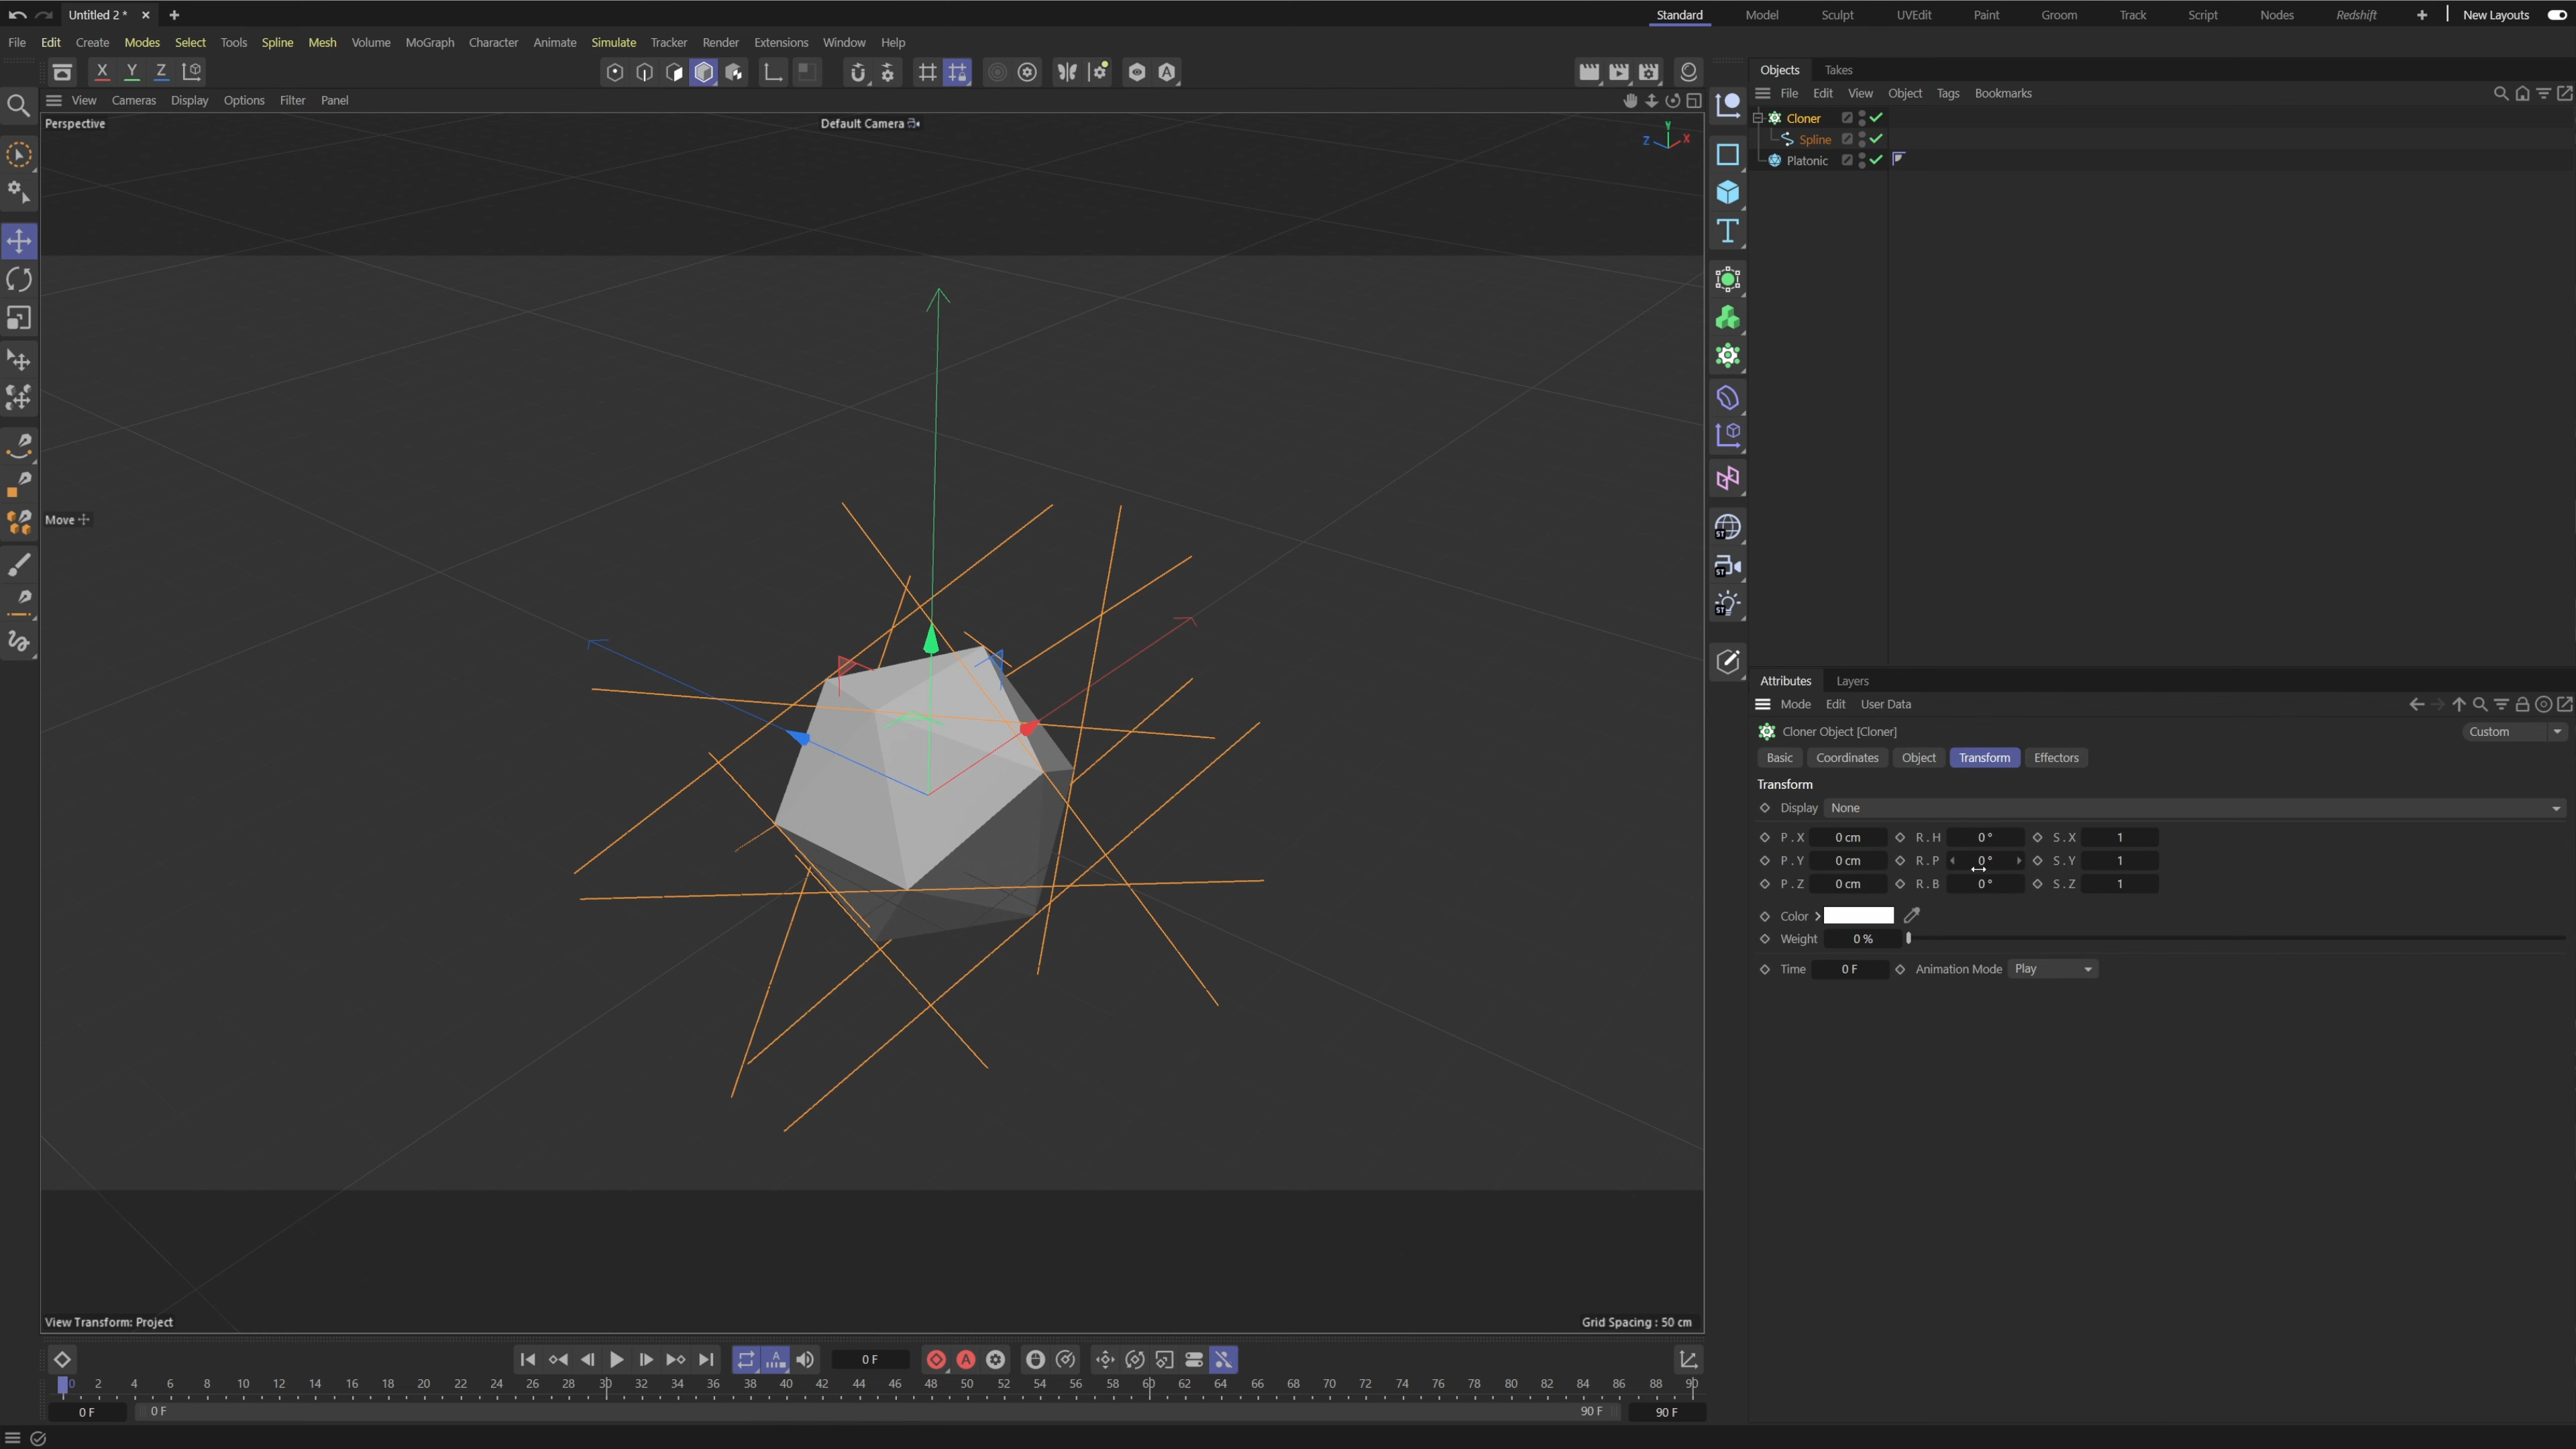 Untitled 2 *
Standard Model Sculpt UVEdit Paint Groom Track Script Nodes Redshift New Layouts
File Edit Create Modes Select Tools Spline Mesh Volume MoGraph Character Animate Simulate Tracker Render Extensions Window Help
X Y Z
Objects Takes
View Cameras Display Options Filter Panel
File Edit View Object Tags Bookmarks
Perspective
Default Camera
Y
Z X
Cloner
Spline
Platonic
Move
ST
ST
ST
Attributes Layers
Mode Edit User Data
Cloner Object [Cloner]
Custom
Basic Coordinates Object Transform Effectors
Transform
Display None
P . X 0 cm R . H 0 ° S . X 1
P . Y 0 cm R . P 0 ° S . Y 1
P . Z 0 cm R . B 0 ° S . Z 1
Color
Weight 0 %
Time 0 F Animation Mode Play
View Transform: Project
Grid Spacing : 50 cm
0 F
0 2 4 6 8 10 12 14 16 18 20 22 24 26 28 30 32 34 36 38 40 42 44 46 48 50 52 54 56 58 60 62 64 66 68 70 72 74 76 78 80 82 84 86 88 90
0 F 0 F 90 F 90 F